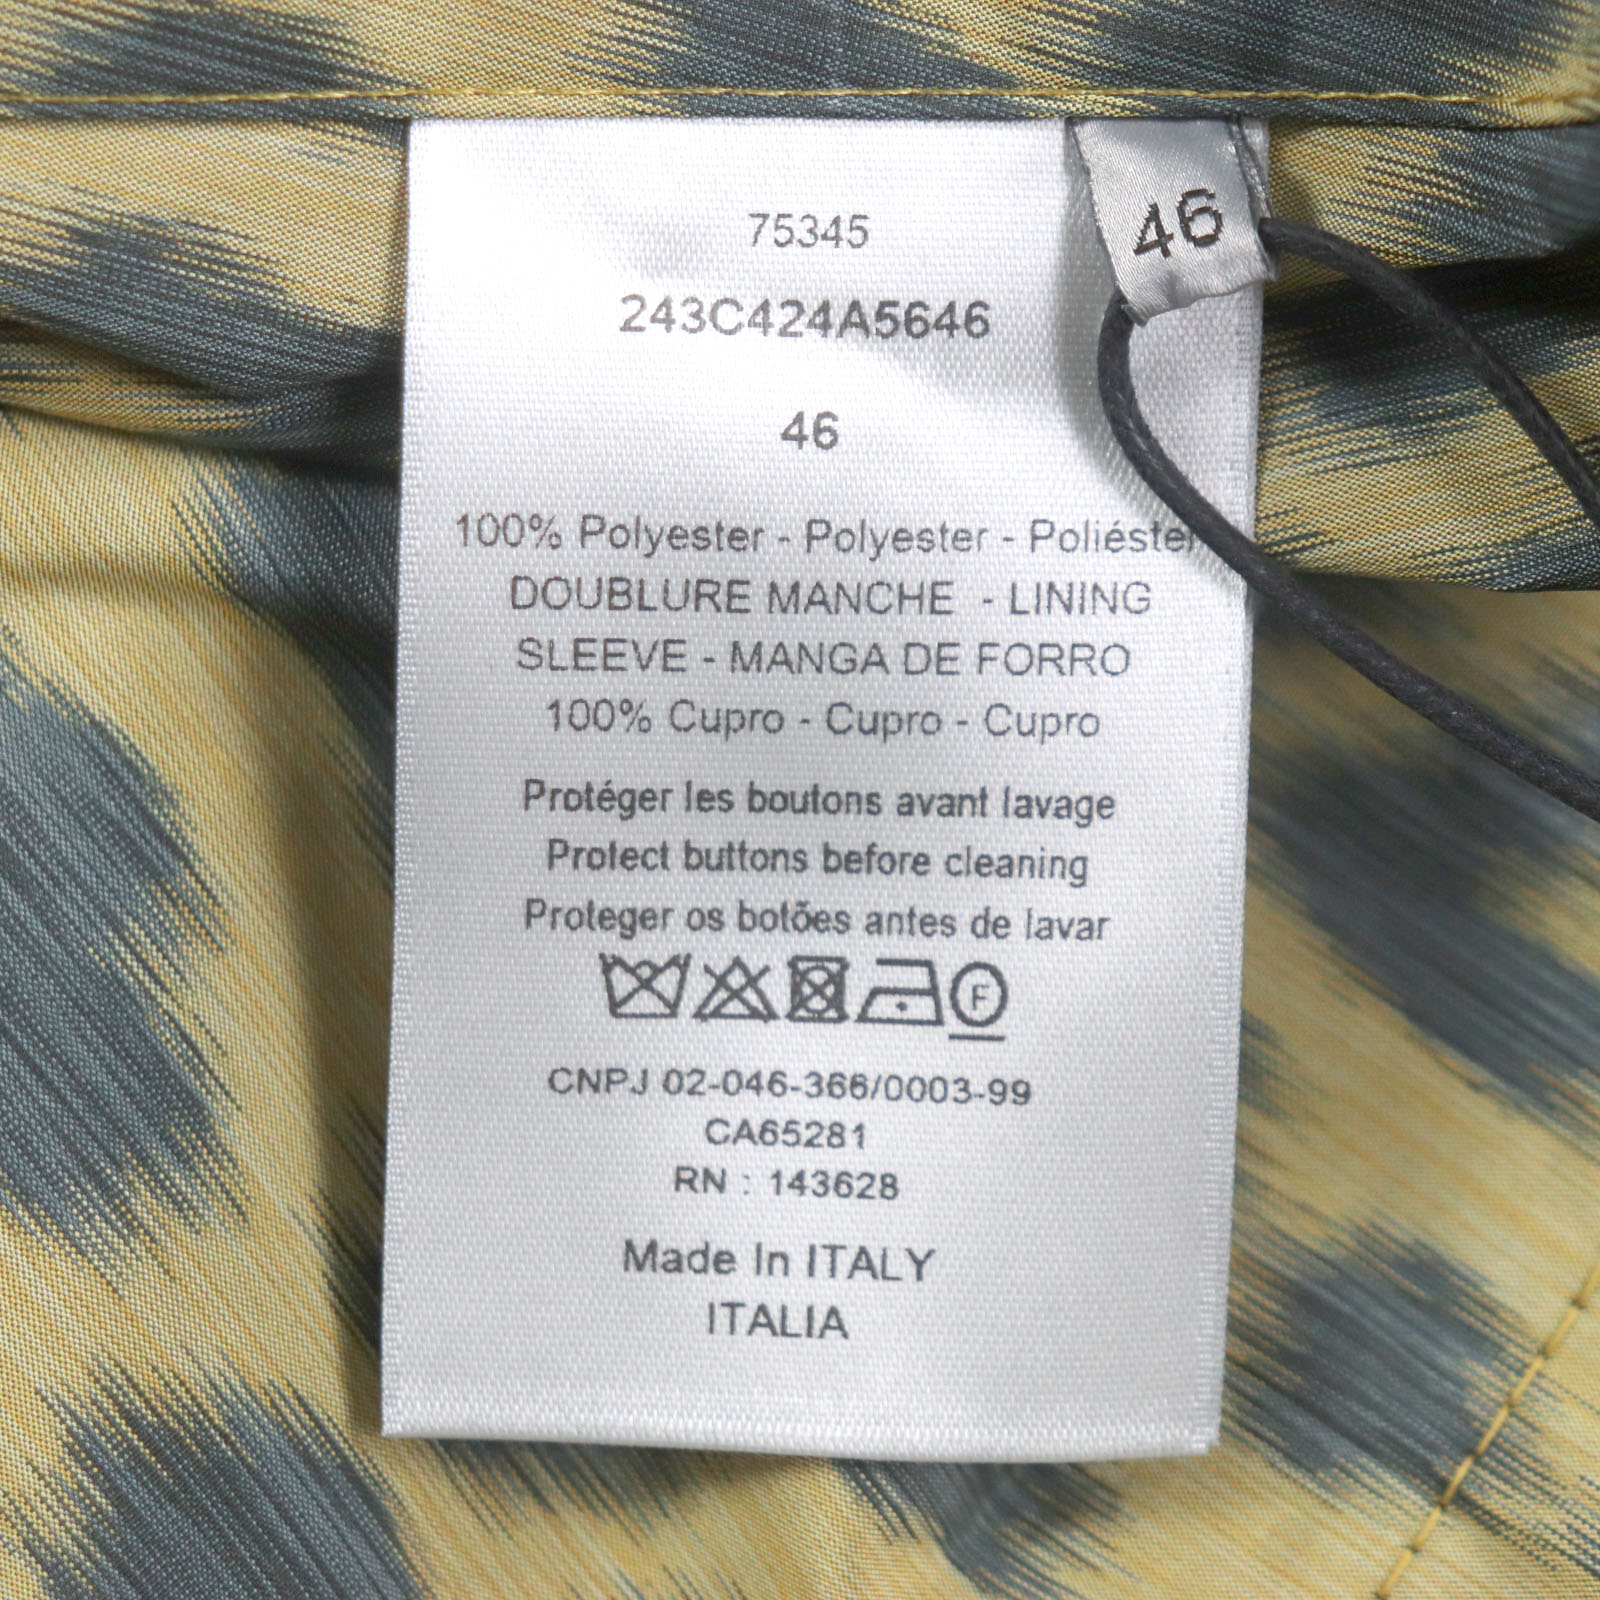 75345
46
243C424A5646
46
100% Polyester - Polyester - Poliéster
DOUBLURE MANCHE - LINING
SLEEVE - MANGA DE FORRO
100% Cupro - Cupro - Cupro
Protéger les boutons avant lavage
Protect buttons before cleaning
Proteger os botões antes de lavar
F
CNPJ 02-046-366/0003-99
CA65281
RN : 143628
Made In ITALY
ITALIA